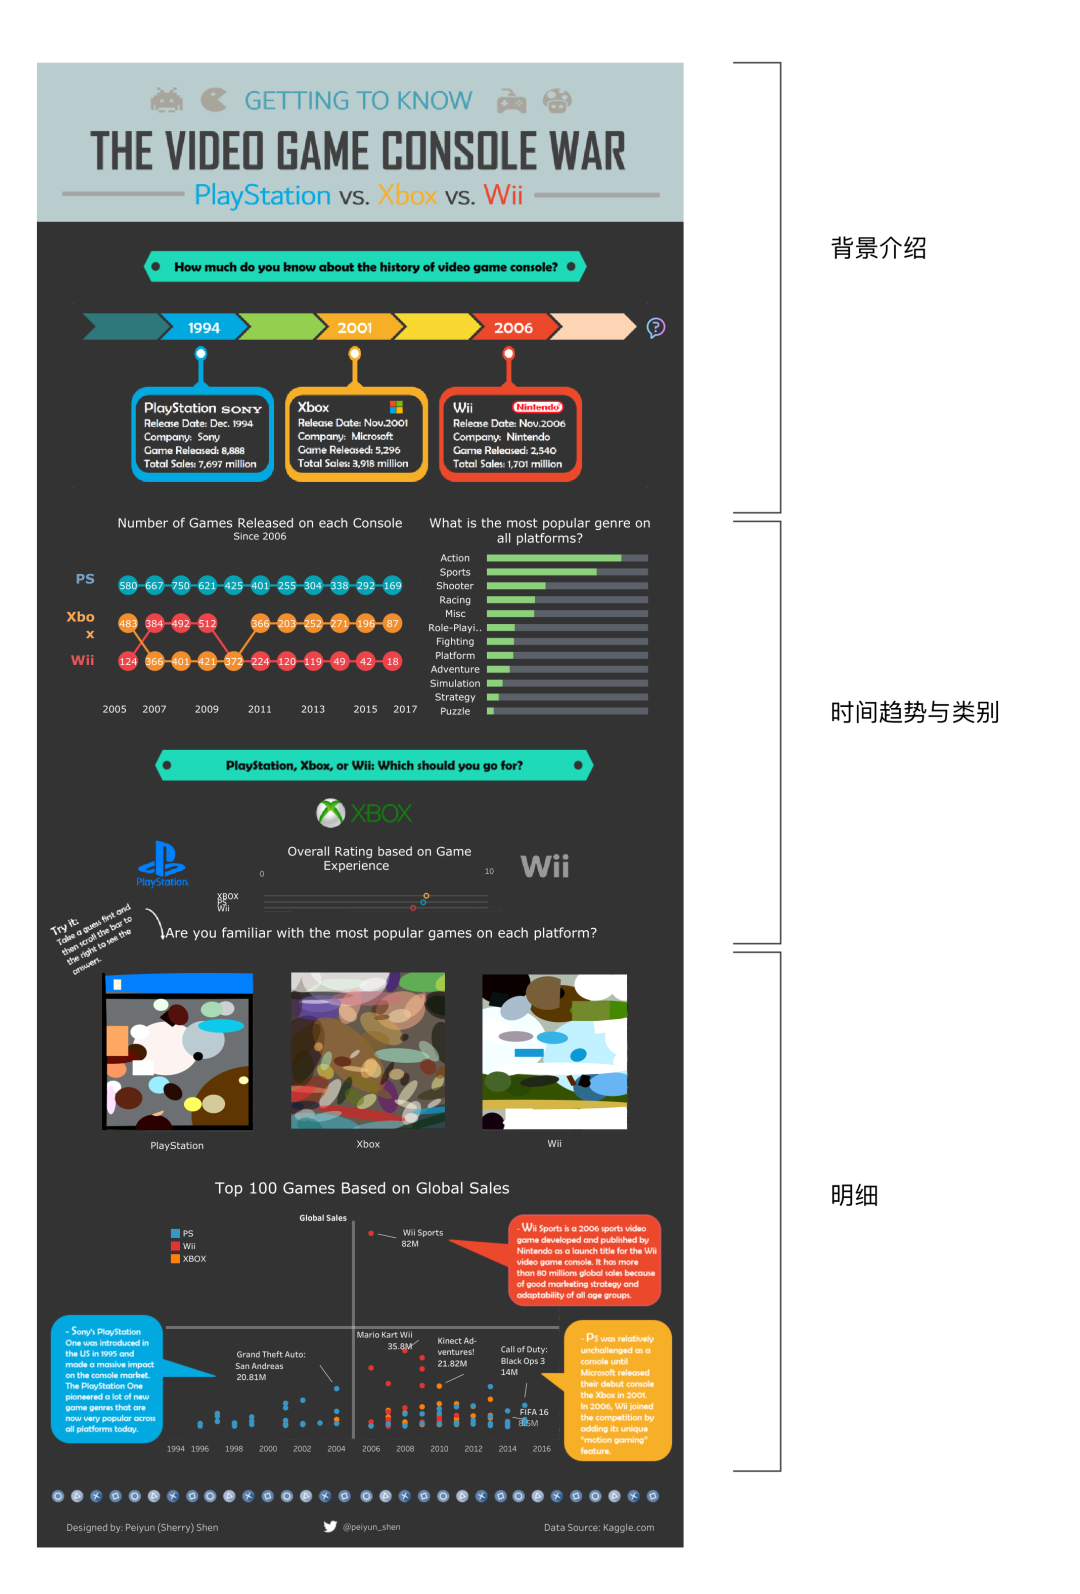 GETTING TO KNOW
THE VIDEO GAME CONSOLE WAR
PlayStation vs. Xbox vs. Wii
背景介绍
How much do you know about the history of video game console?
1994
2001
2006
?
PlayStation SONY
Release Date: Dec. 1994
Company: Sony
Game Released: 8,888
Total Sales: 7,697 million
Xbox
Release Date: Nov.2001
Company: Microsoft
Game Released: 5,296
Total Sales: 3,918 million
Wii Nintendo
Release Date: Nov.2006
Company: Nintendo
Game Released: 2,540
Total Sales: 1,701 million
Number of Games Released on each Console
Since 2006
PS
580 667 750 621 425 401 255 304 338 292 169
Xbo
x
483 384 492 512 366 203 252 271 196 87
Wii
124 366 401 421 372 224 120 119 49 42 18
2005 2007 2009 2011 2013 2015 2017
What is the most popular genre on
all platforms?
Action
Sports
Shooter
Racing
Misc
Role-Playi..
Fighting
Platform
Adventure
Simulation
Strategy
Puzzle
时间趋势与类别
PlayStation, Xbox, or Wii: Which should you go for?
XBOX
PlayStation
Wii
Overall Rating based on Game
Experience
0
10
XBOX
PS
Wii
Try it:
Take a guess first and
then scroll the bar to
the right to see the
answers.
Are you familiar with the most popular games on each platform?
PlayStation
Xbox
Wii
明细
Top 100 Games Based on Global Sales
Global Sales
PS
Wii
XBOX
Wii Sports
82M
- Wii Sports is a 2006 sports video
game developed and published by
Nintendo as a launch title for the Wii
video game console. It has more
than 80 millions global sales because
of good marketing strategy and
adaptability of all age groups.
- Sony's PlayStation
One was introduced in
the US in 1995 and
made a massive impact
on the console market.
The PlayStation One
pioneered a lot of new
game genres that are
now very popular across
all platforms today.
Grand Theft Auto:
San Andreas
20.81M
Mario Kart Wii
35.8M
Kinect Ad-
ventures!
21.82M
Call of Duty:
Black Ops 3
14M
FIFA 16
8.5M
- PS was relatively
unchallenged as a
console until
Microsoft released
their debut console
the Xbox in 2001.
In 2006, Wii joined
the competition by
adding its unique
"motion gaming"
feature.
1994 1996 1998 2000 2002 2004 2006 2008 2010 2012 2014 2016
Designed by: Peiyun (Sherry) Shen
@peiyun_shen
Data Source: Kaggle.com